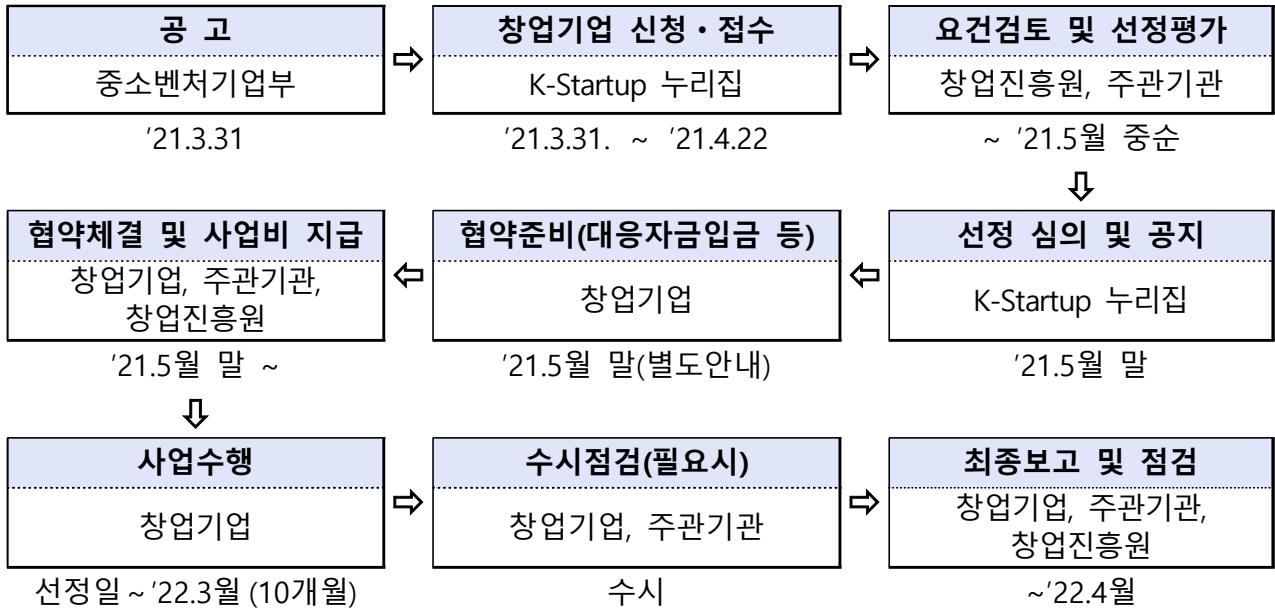 공 고
중소벤처기업부
'21.3.31
창업기업 신청・접수
K-Startup 누리집
'21.3.31. ~ '21.4.22
요건검토 및 선정평가
창업진흥원, 주관기관
~ '21.5월 중순
선정 심의 및 공지
K-Startup 누리집
'21.5월 말
협약준비(대응자금입금 등)
창업기업
'21.5월 말(별도안내)
협약체결 및 사업비 지급
창업기업, 주관기관,
창업진흥원
'21.5월 말 ~
사업수행
창업기업
선정일 ~ '22.3월 (10개월)
수시점검(필요시)
창업기업, 주관기관
수시
최종보고 및 점검
창업기업, 주관기관,
창업진흥원
~'22.4월